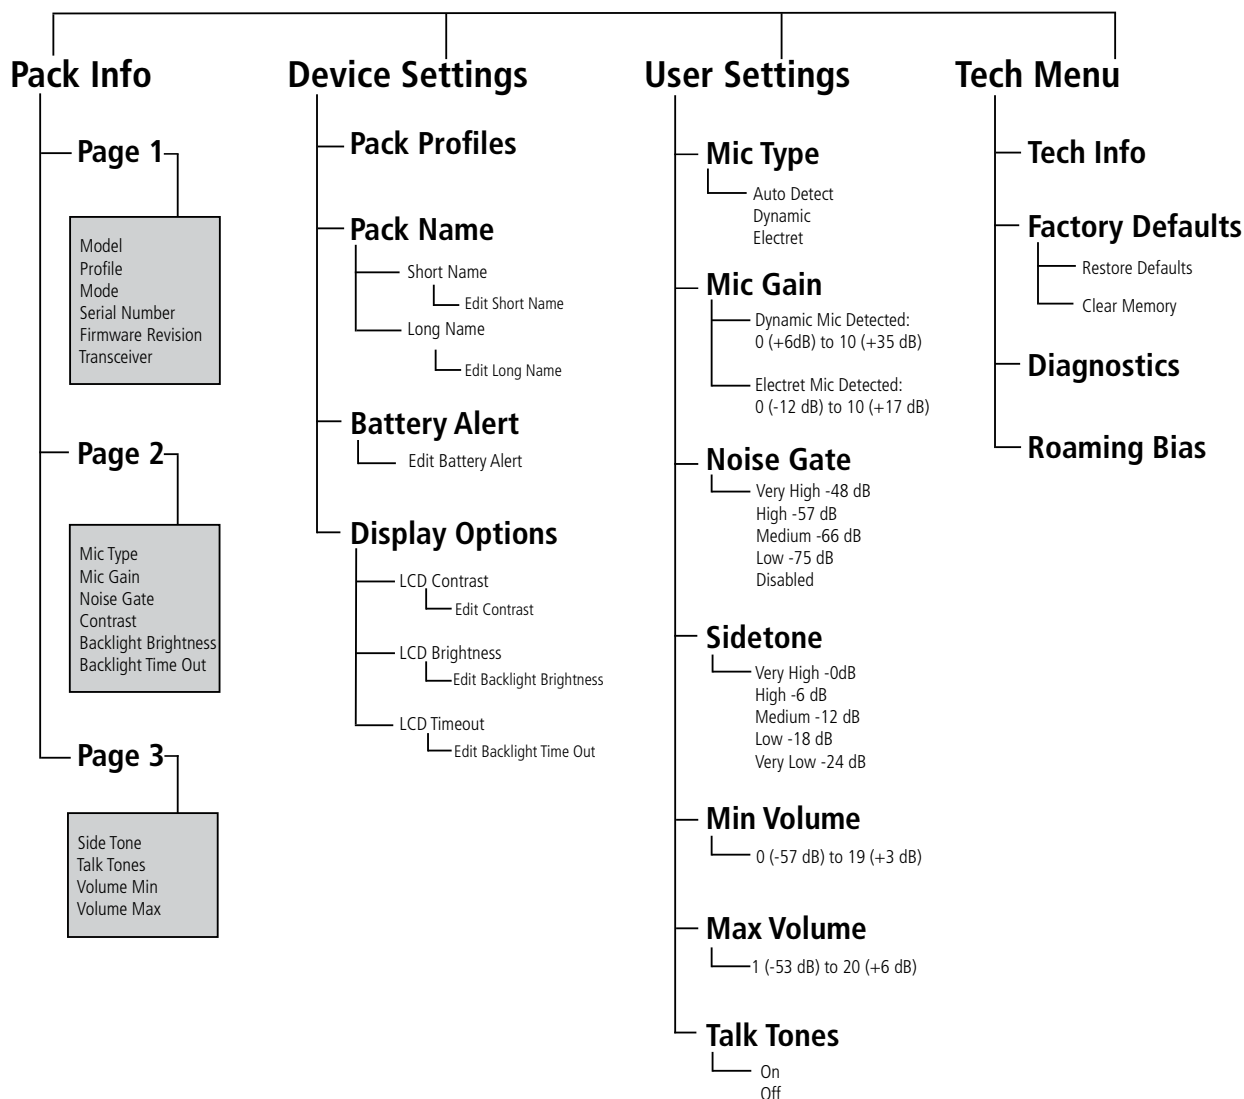 Pack Info
Page 1
Model
Profile
Mode
Serial Number
Firmware Revision
Transceiver
Page 2
Mic Type
Mic Gain
Noise Gate
Contrast
Backlight Brightness
Backlight Time Out
Page 3
Side Tone
Talk Tones
Volume Min
Volume Max
Device Settings
Pack Profiles
Pack Name
Short Name
Edit Short Name
Long Name
Edit Long Name
Battery Alert
Edit Battery Alert
Display Options
LCD Contrast
Edit Contrast
LCD Brightness
Edit Backlight Brightness
LCD Timeout
Edit Backlight Time Out
User Settings
Mic Type
Auto Detect
Dynamic
Electret
Mic Gain
Dynamic Mic Detected:
0 (+6dB) to 10 (+35 dB)
Electret Mic Detected:
0 (-12 dB) to 10 (+17 dB)
Noise Gate
Very High -48 dB
High -57 dB
Medium -66 dB
Low -75 dB
Disabled
Sidetone
Very High -0dB
High -6 dB
Medium -12 dB
Low -18 dB
Very Low -24 dB
Min Volume
0 (-57 dB) to 19 (+3 dB)
Max Volume
1 (-53 dB) to 20 (+6 dB)
Talk Tones
On
Off
Tech Menu
Tech Info
Factory Defaults
Restore Defaults
Clear Memory
Diagnostics
Roaming Bias